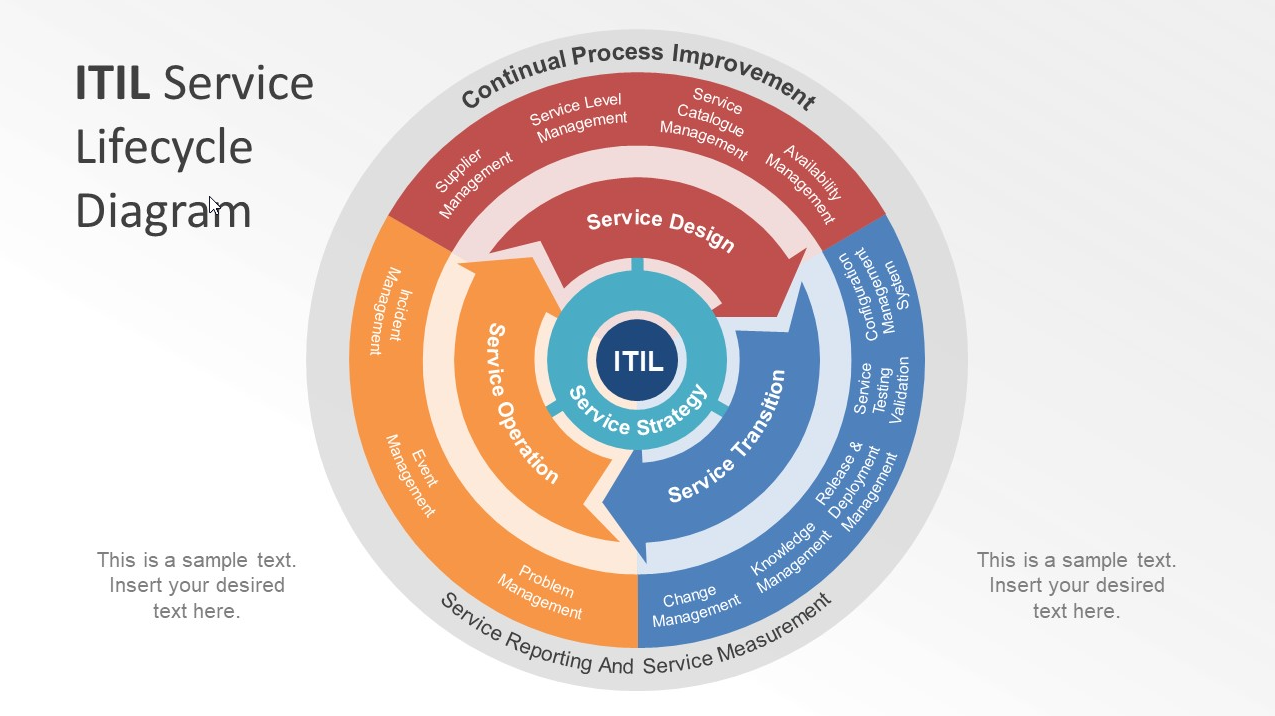 ITIL Service
Lifecycle
Diagram
Continual Process Improvement
Supplier
Management
Service Level
Management
Service
Catalogue
Management
Availability
Management
System
Management
Configuration
Service
Testing
Validation
Release &
Deployment
Management
Knowledge
Management
Change
Management
Problem
Management
Event
Management
Incident
Management
Service Design
Service Transition
Service Operation
Service Strategy
ITIL
Service Reporting And Service Measurement
This is a sample text.
Insert your desired
text here.
This is a sample text.
Insert your desired
text here.